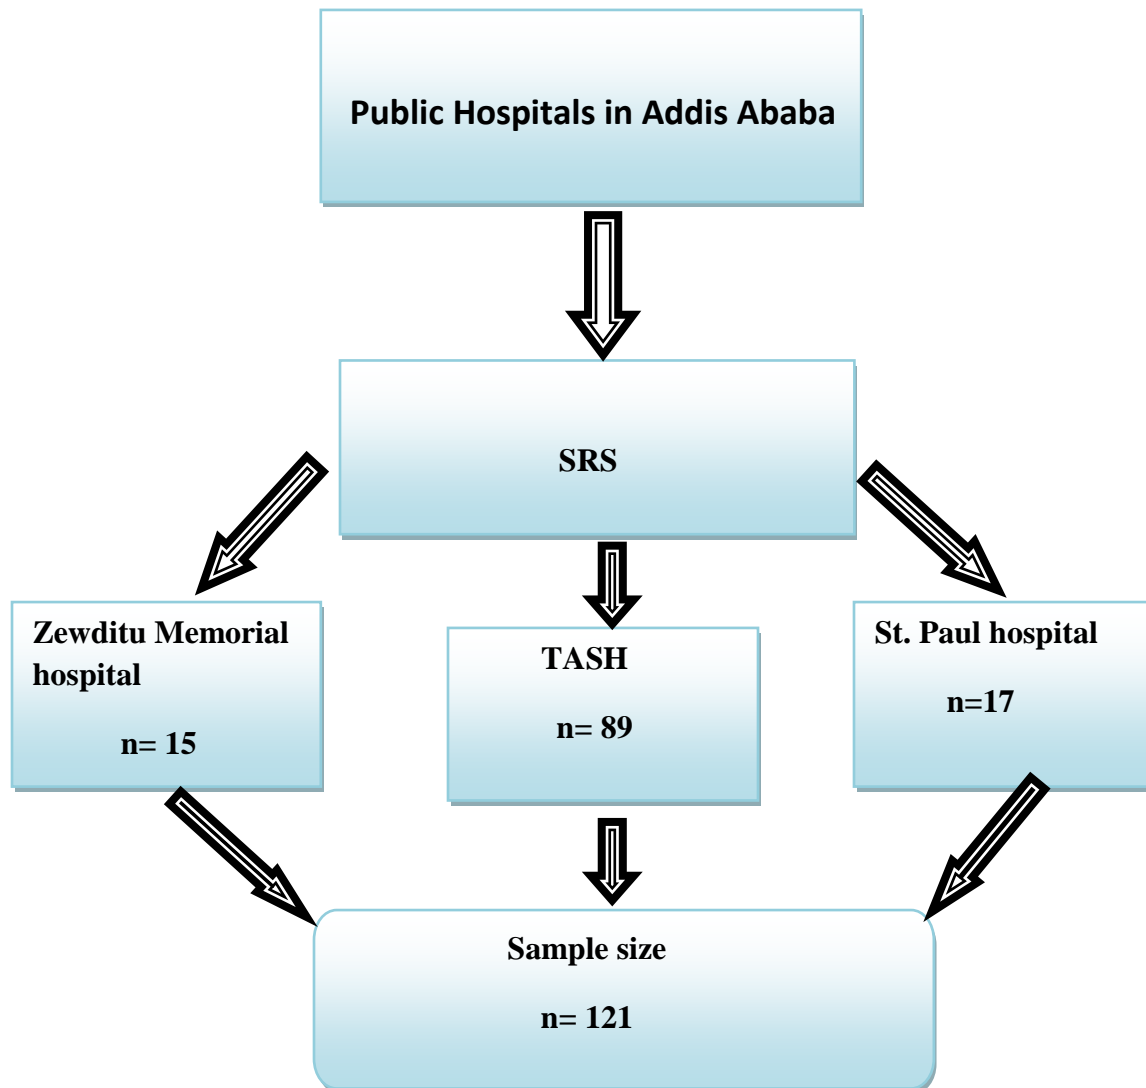 Public Hospitals in Addis Ababa
SRS
Zewditu Memorial
hospital
n= 15
TASH
n= 89
St. Paul hospital
n=17
Sample size
n= 121